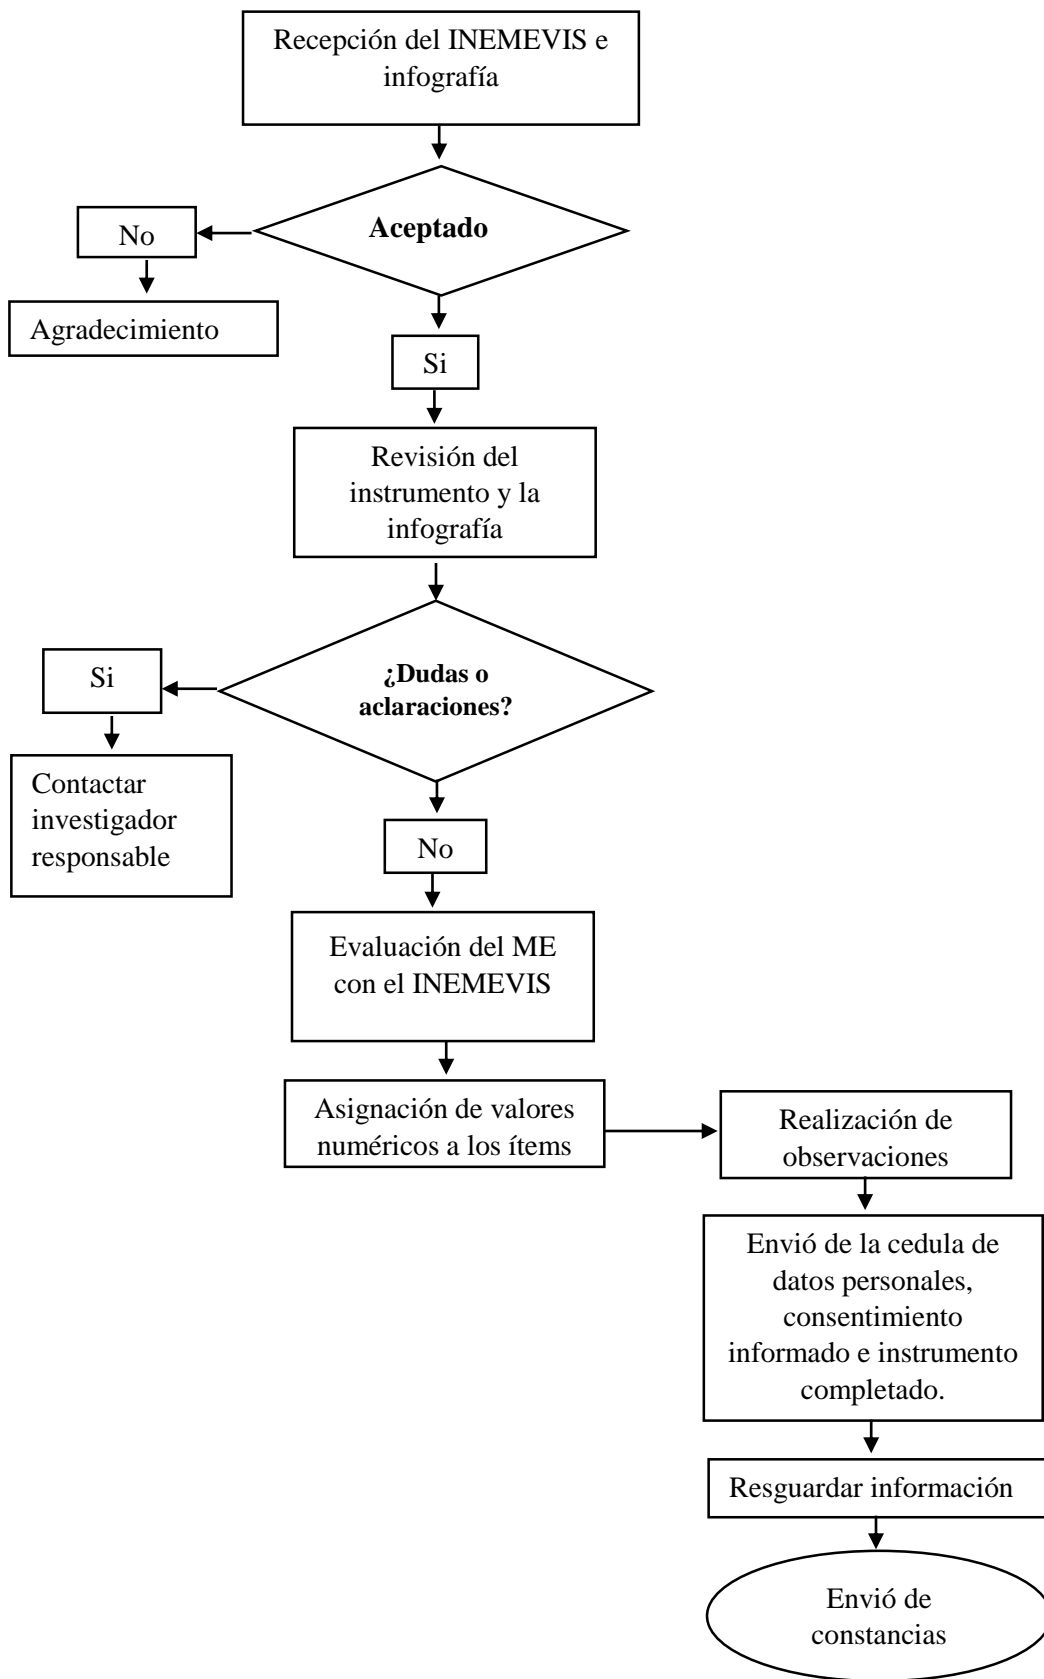 Recepción del INEMEVIS e
infografía
Aceptado
No
Agradecimiento
Si
Revisión del
instrumento y la
infografía
¿Dudas o
aclaraciones?
Si
Contactar
investigador
responsable
No
Evaluación del ME
con el INEMEVIS
Asignación de valores
numéricos a los ítems
Realización de
observaciones
Envió de la cedula de
datos personales,
consentimiento
informado e instrumento
completado.
Resguardar información
Envió de
constancias